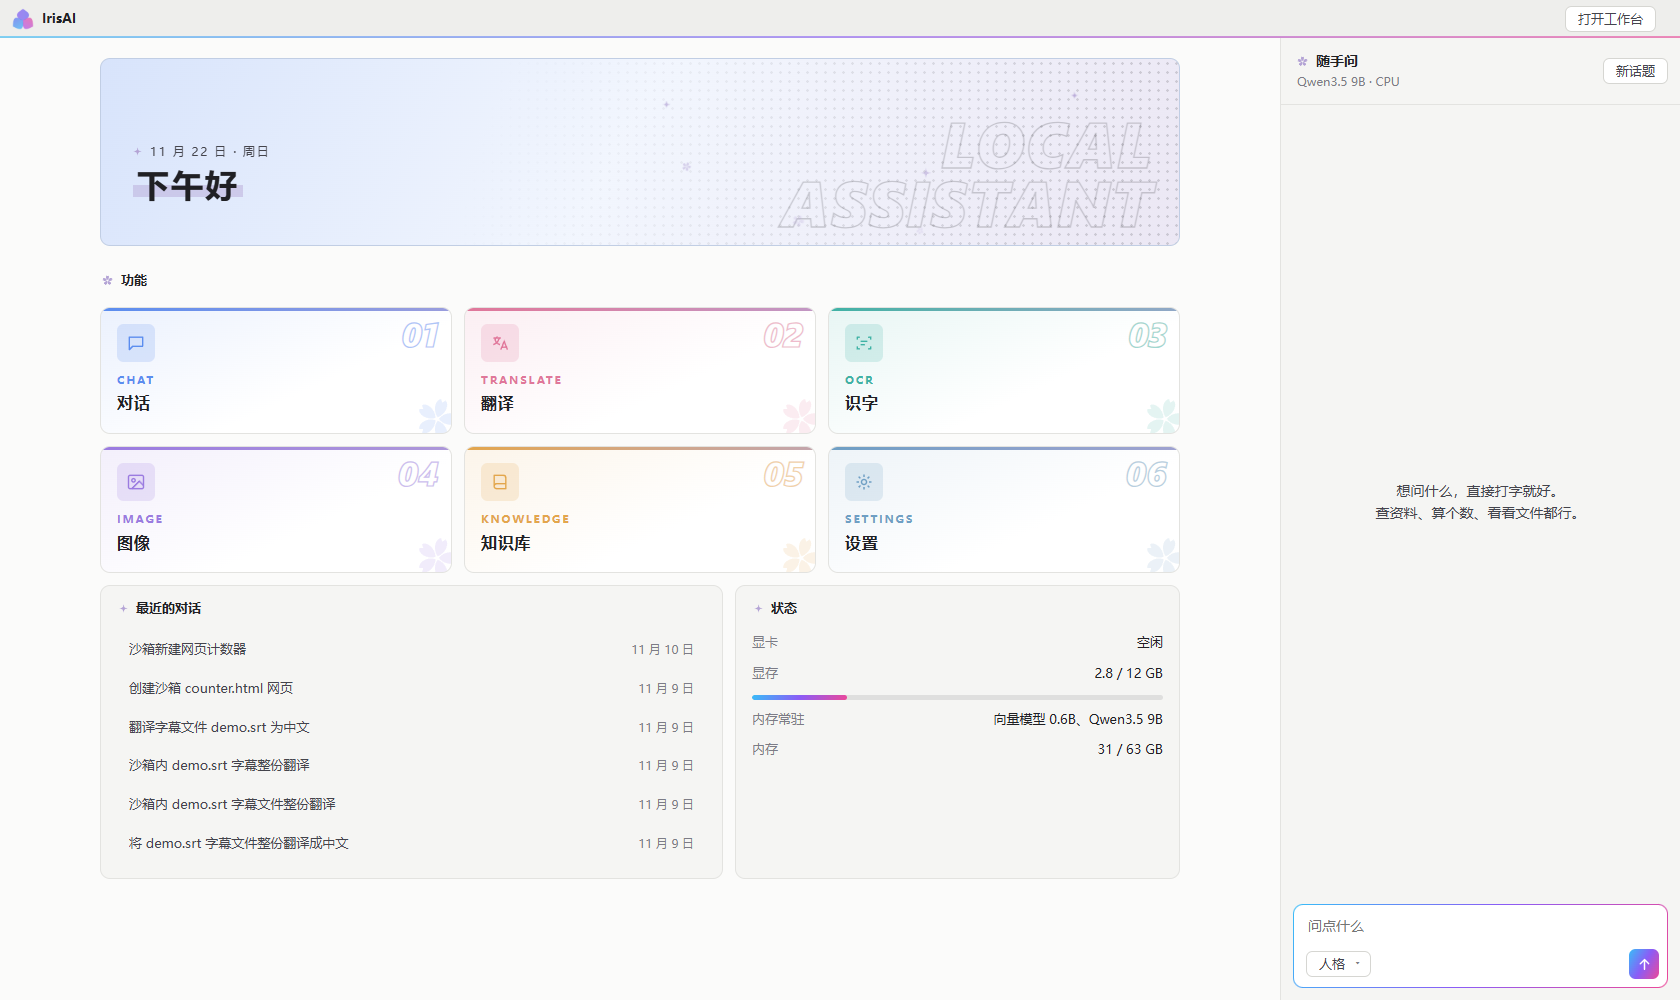 IrisAI
打开工作台
11 月 22 日 · 周日
下午好
LOCAL
ASSISTANT
功能
01
CHAT
对话
02
TRANSLATE
翻译
03
OCR
识字
04
IMAGE
图像
05
KNOWLEDGE
知识库
06
SETTINGS
设置
最近的对话
沙箱新建网页计数器 11 月 10 日
创建沙箱 counter.html 网页 11 月 9 日
翻译字幕文件 demo.srt 为中文 11 月 9 日
沙箱内 demo.srt 字幕整份翻译 11 月 9 日
沙箱内 demo.srt 字幕文件整份翻译 11 月 9 日
将 demo.srt 字幕文件整份翻译成中文 11 月 9 日
状态
显卡 空闲
显存 2.8 / 12 GB
内存常驻 向量模型 0.6B、Qwen3.5 9B
内存 31 / 63 GB
随手问
Qwen3.5 9B · CPU
新话题
想问什么，直接打字就好。
查资料、算个数、看看文件都行。
问点什么
人格